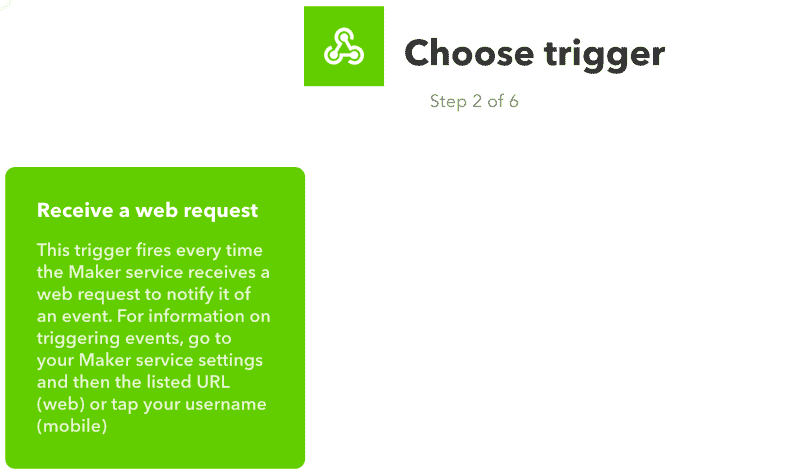 Choose trigger
Step 2 of 6
Receive a web request
This trigger fires every time
the Maker service receives a
web request to notify it of
an event. For information on
triggering events, go to
your Maker service settings
and then the listed URL
(web) or tap your username
(mobile)